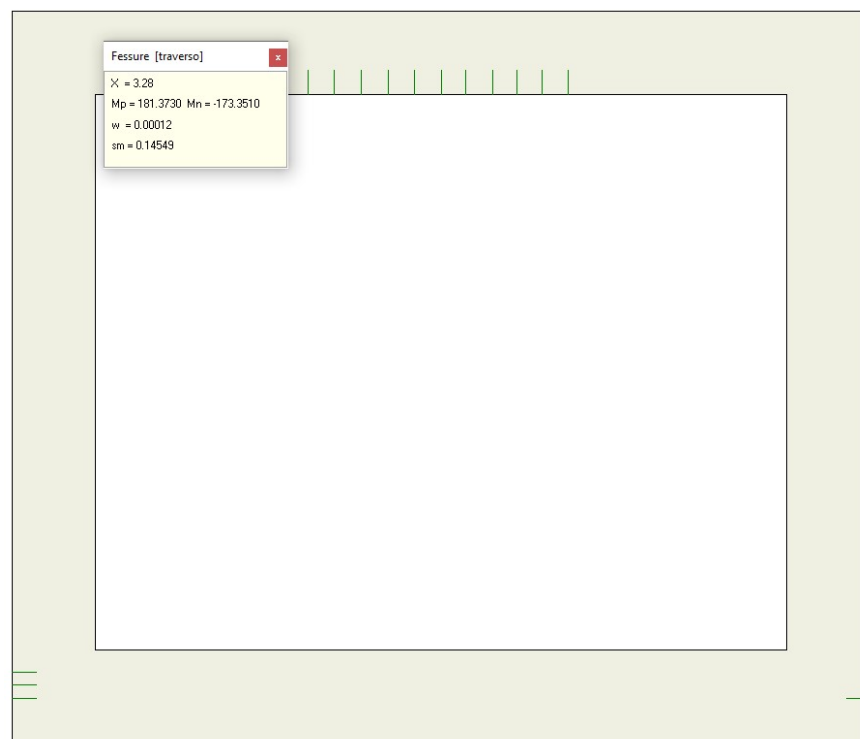 Fessure [traverso]
x
X = 3.28
Mp = 181.3730 Mn = -173.3510
w = 0.00012
sm = 0.14549